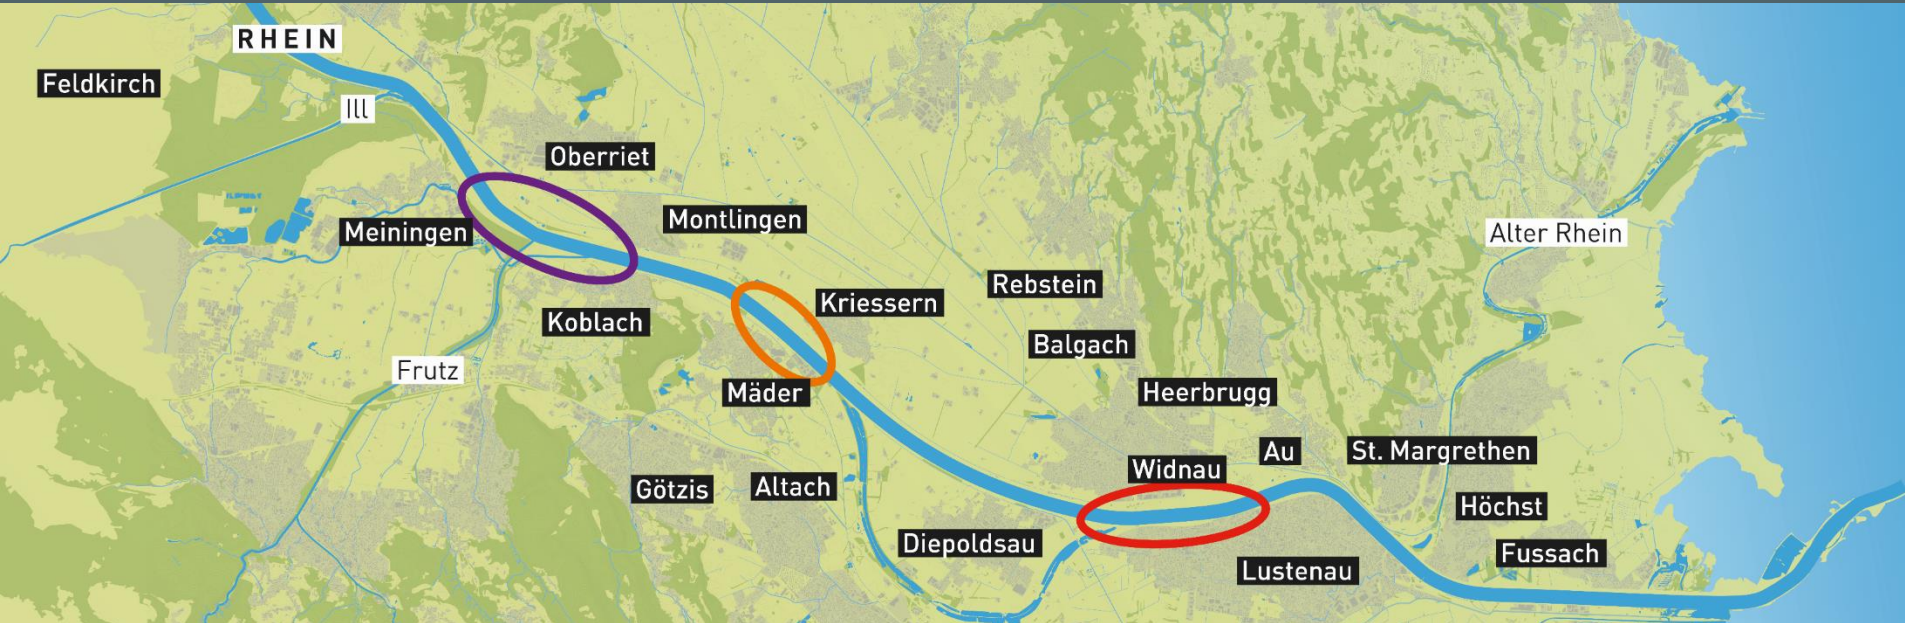 RHEIN
Feldkirch
Ill
Oberriet
Montlingen
Meiningen
Alter Rhein
Rebstein
Kriessern
Koblach
Balgach
Frutz
Mäder
Heerbrugg
Au
St. Margrethen
Widnau
Götzis
Altach
Höchst
Diepoldsau
Fussach
Lustenau